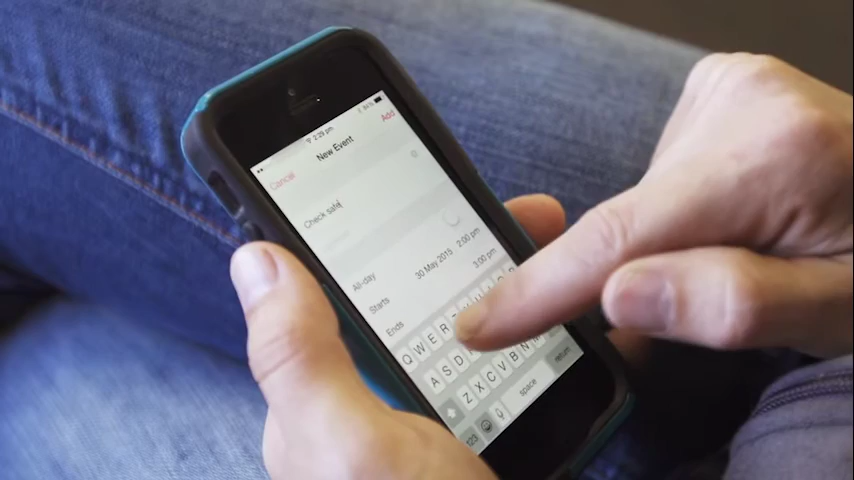 2:29 pm
Cancel New Event Add
Check safe
All-day
Starts 30 May 2015 2:00 pm
Ends 3:00 pm
Q W E R
A S D
Z X C V B N
123 space return